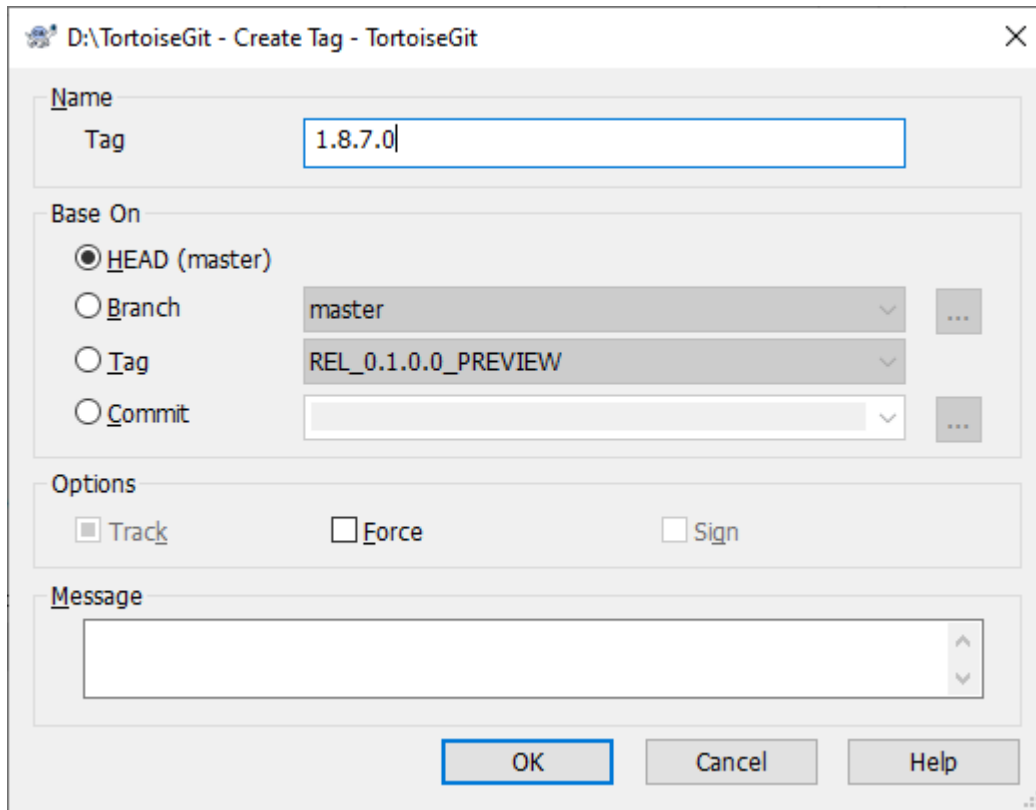 D:\TortoiseGit - Create Tag - TortoiseGit
Name
Tag 1.8.7.0
Base On
HEAD (master)
Branch master ...
Tag REL_0.1.0.0_PREVIEW
Commit ...
Options
Track Force Sign
Message
OK Cancel Help